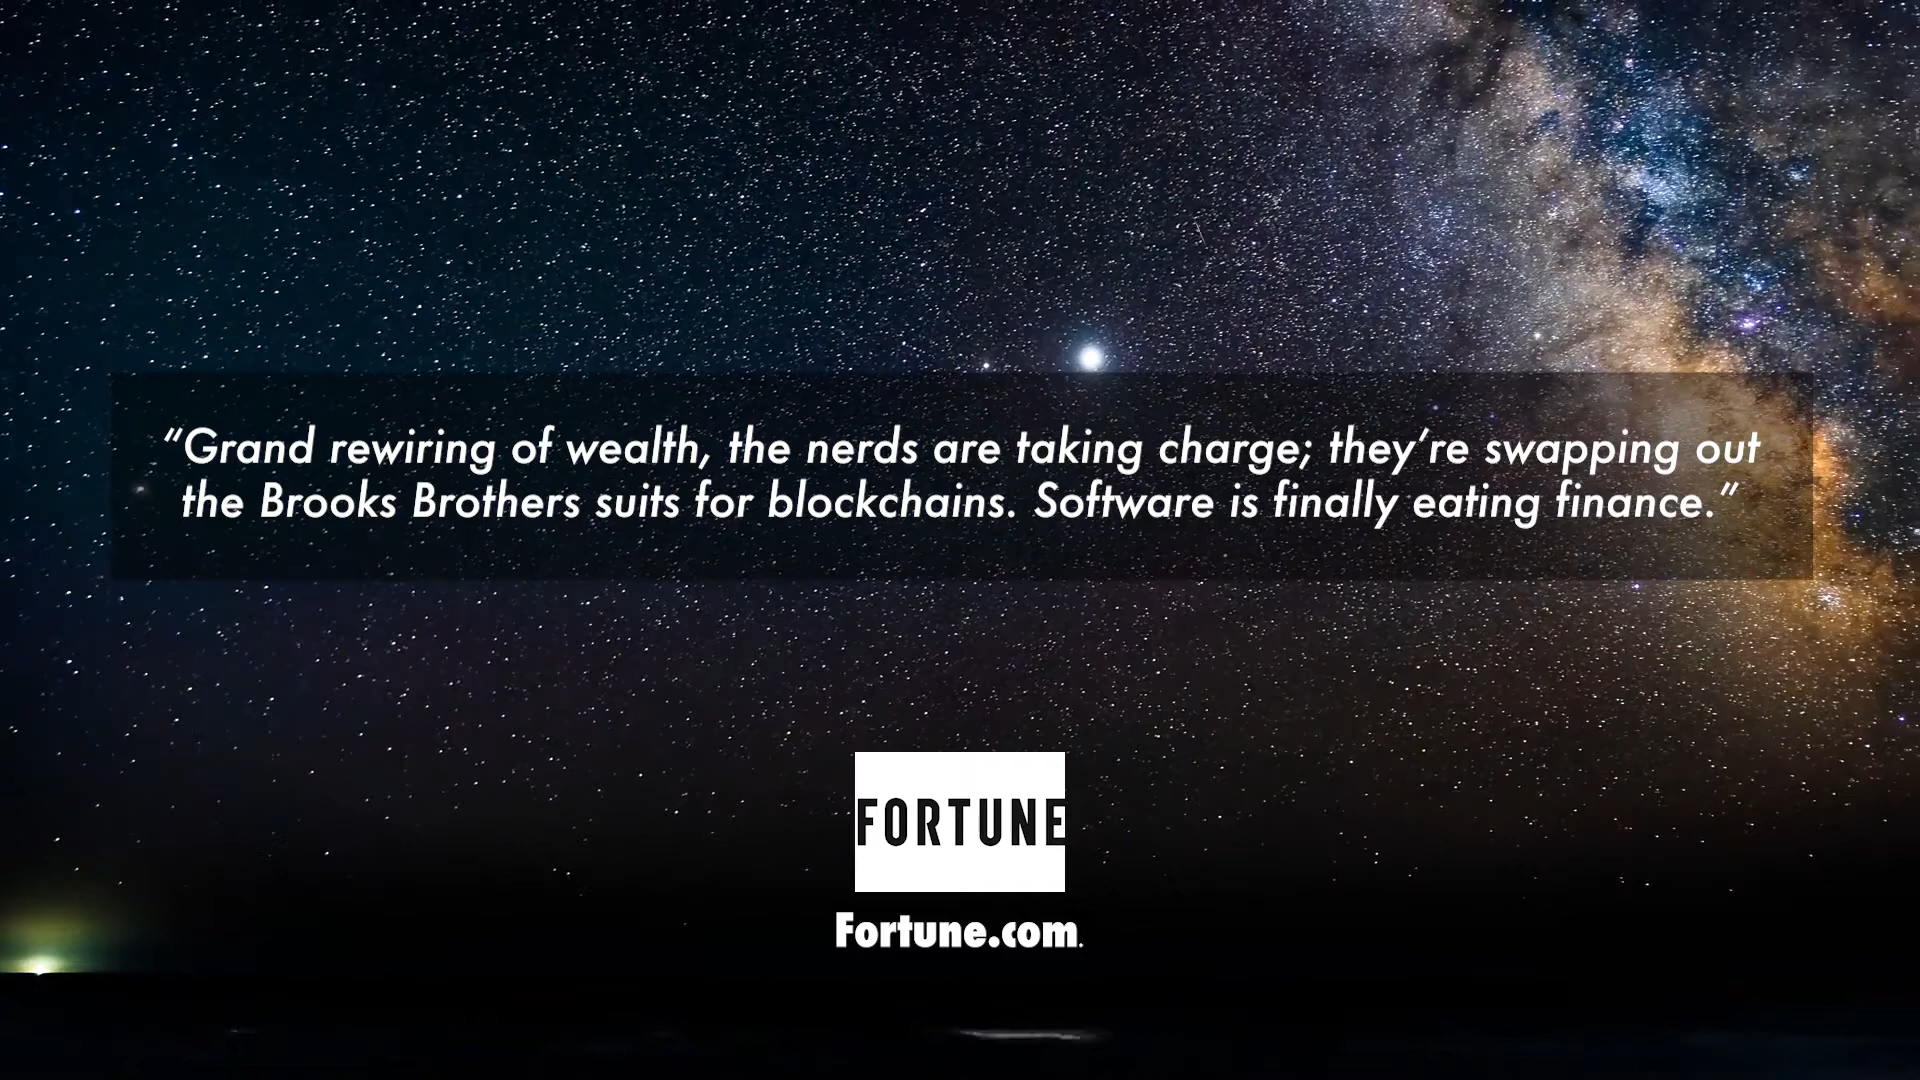 “Grand rewiring of wealth, the nerds are taking charge; they’re swapping out
the Brooks Brothers suits for blockchains. Software is finally eating finance.”
FORTUNE
Fortune.com.